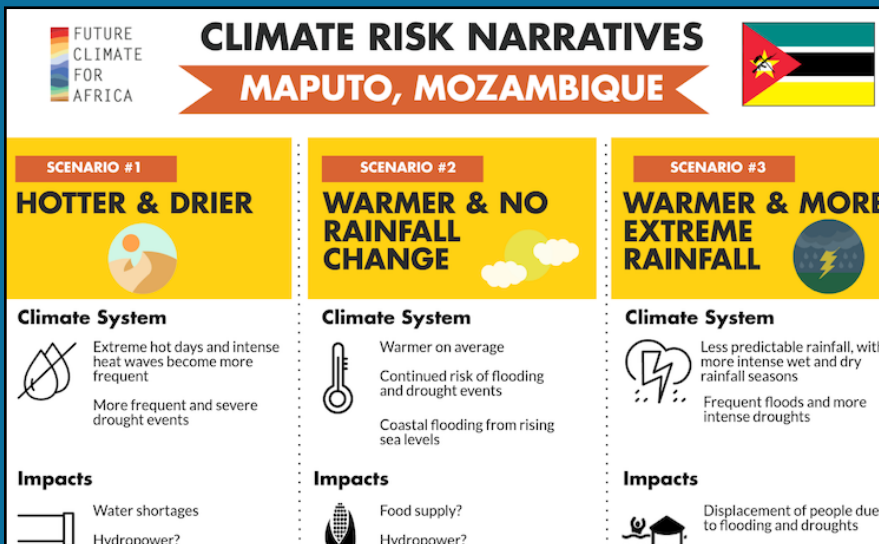 FUTURE
CLIMATE
FOR
AFRICA
CLIMATE RISK NARRATIVES
MAPUTO, MOZAMBIQUE
SCENARIO #1
HOTTER & DRIER
Climate System
Extreme hot days and intense
heat waves become more
frequent
More frequent and severe
drought events
Impacts
Water shortages
Hydropower?
SCENARIO #2
WARMER & NO
RAINFALL
CHANGE
Climate System
Warmer on average
Continued risk of flooding
and drought events
Coastal flooding from rising
sea levels
Impacts
Food supply?
Hydropower?
SCENARIO #3
WARMER & MORE
EXTREME
RAINFALL
Climate System
Less predictable rainfall, with
more intense wet and dry
rainfall seasons
Frequent floods and more
intense droughts
Impacts
Displacement of people due
to flooding and droughts